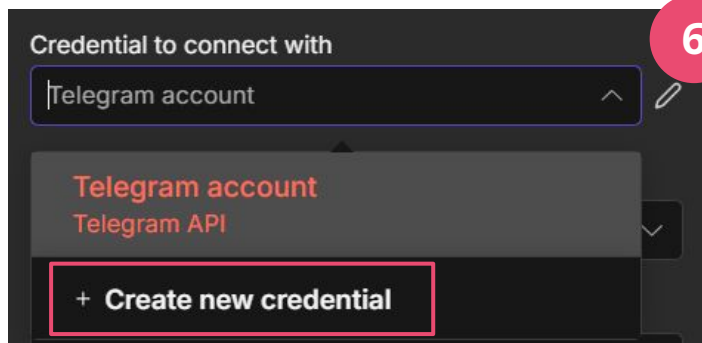 Credential to connect with
6
Telegram account
Telegram account
Telegram API
+ Create new credential